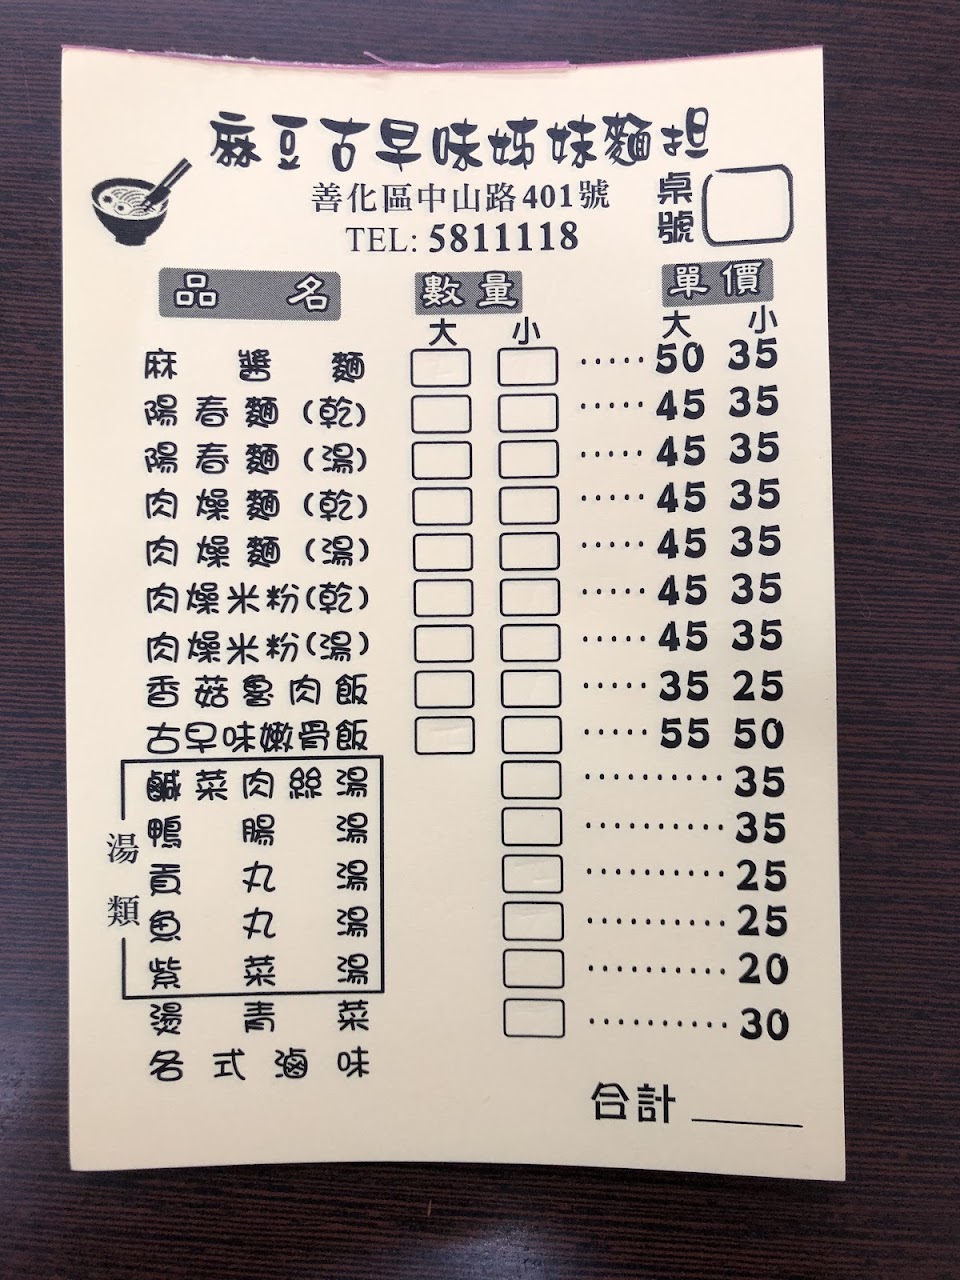 麻豆古早味姊妹麵担
善化區中山路401號
TEL: 5811118
桌號
品名 數量 單價
大 小 大 小
麻醬麵 ····· 50 35
陽春麵(乾) ····· 45 35
陽春麵(湯) ····· 45 35
肉燥麵(乾) ····· 45 35
肉燥麵(湯) ····· 45 35
肉燥米粉(乾) ····· 45 35
肉燥米粉(湯) ····· 45 35
香菇魯肉飯 ····· 35 25
古早味嫩骨飯 ····· 55 50
湯類
鹹菜肉絲湯 ·········· 35
鴨腸湯 ·········· 35
貢丸湯 ·········· 25
魚丸湯 ·········· 25
紫菜湯 ·········· 20
燙青菜 ·········· 30
各式滷味
合計